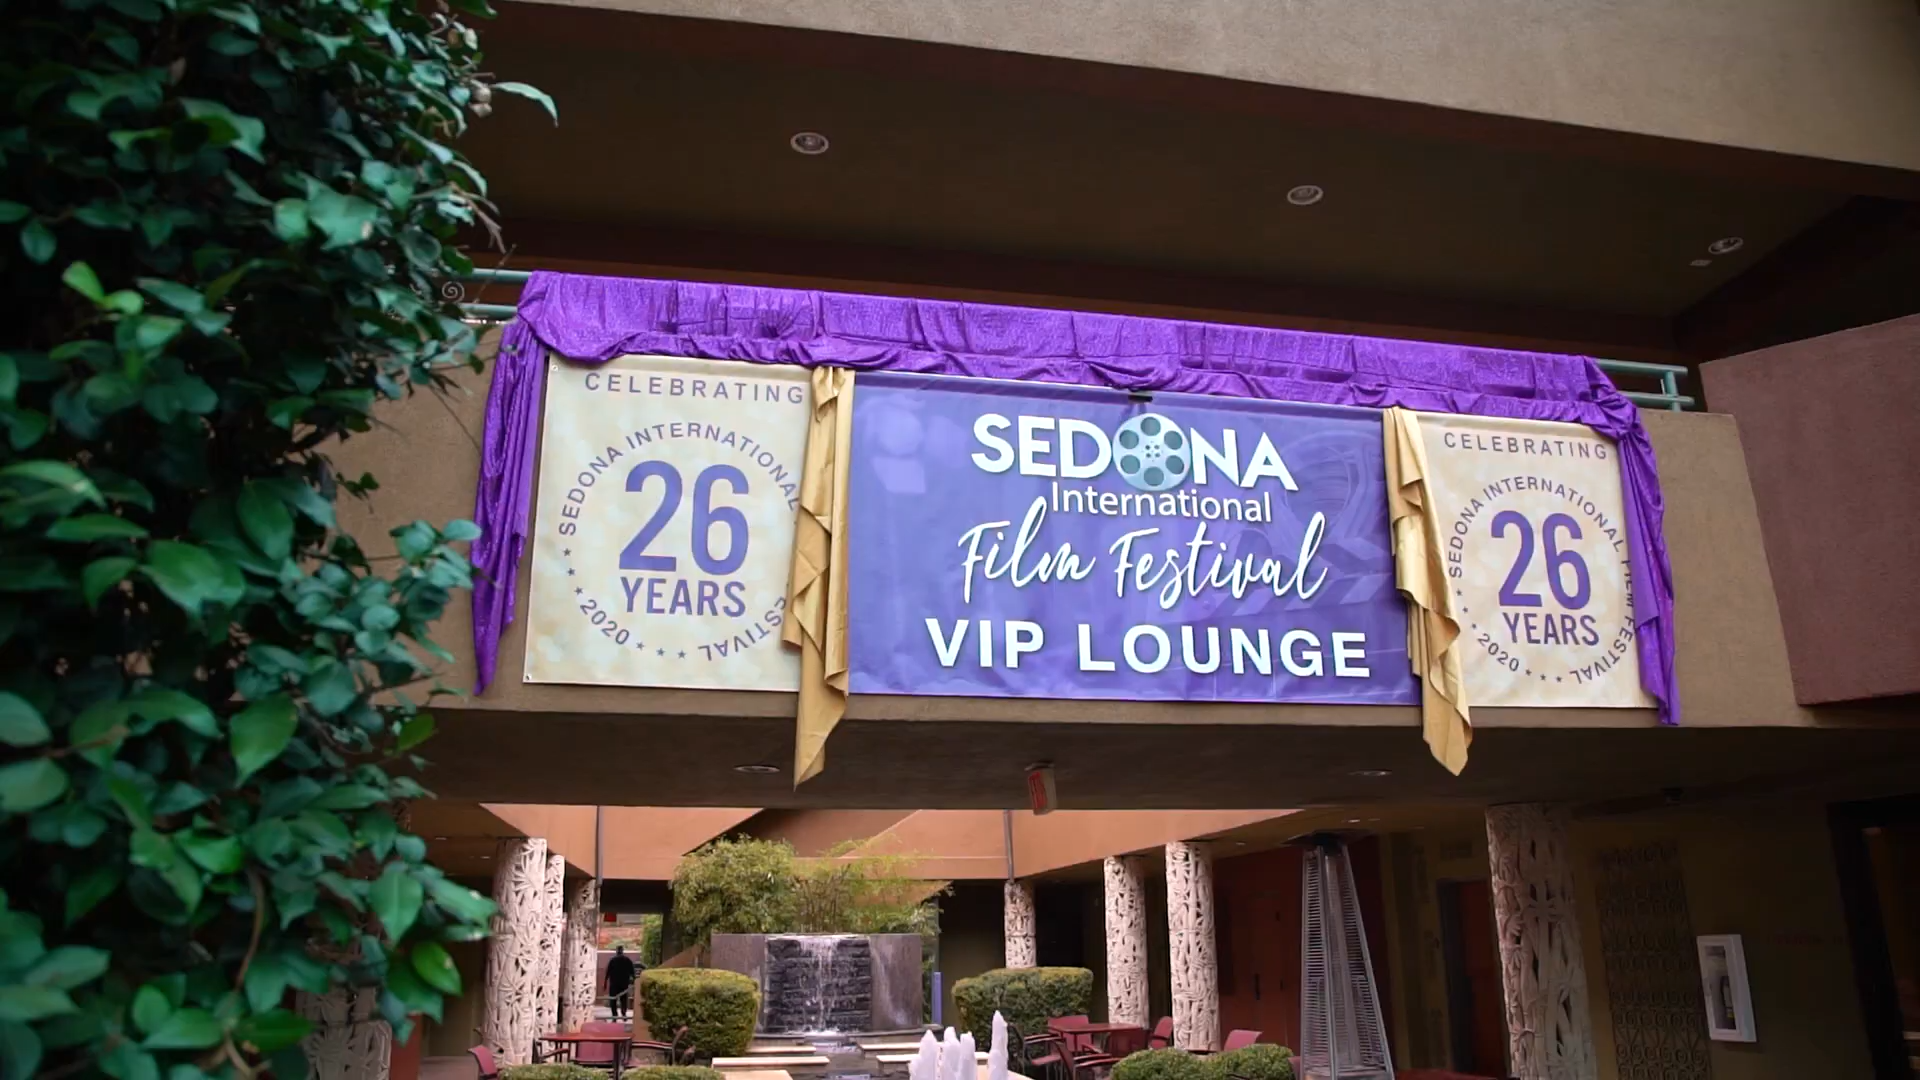 CELEBRATING
SEDONA INTERNATIONAL
26
YEARS
★ ★ ★ 2020 ★ ★ ★
SEDONA
International
Film Festival
VIP LOUNGE
CELEBRATING
SEDONA INTERNATIONAL FILM FESTIVAL
26
YEARS
★ ★ ★ 2020 ★ ★ ★